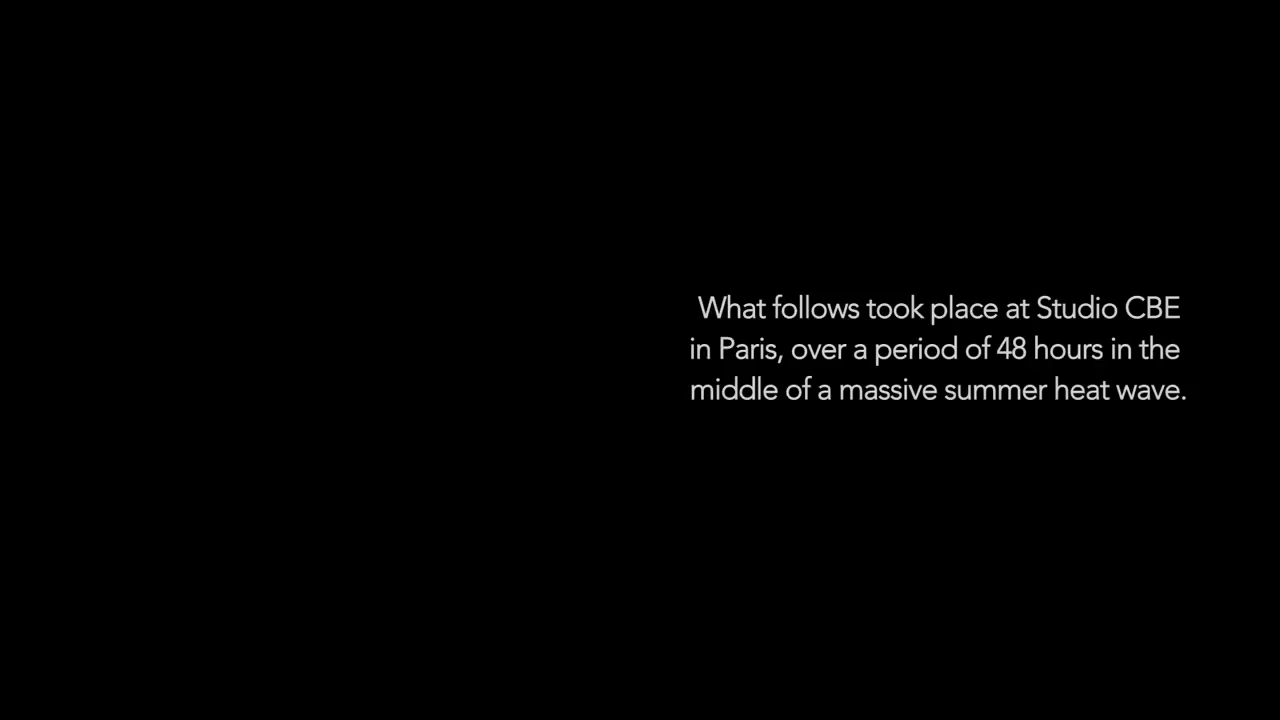 What follows took place at Studio CBE
in Paris, over a period of 48 hours in the
middle of a massive summer heat wave.